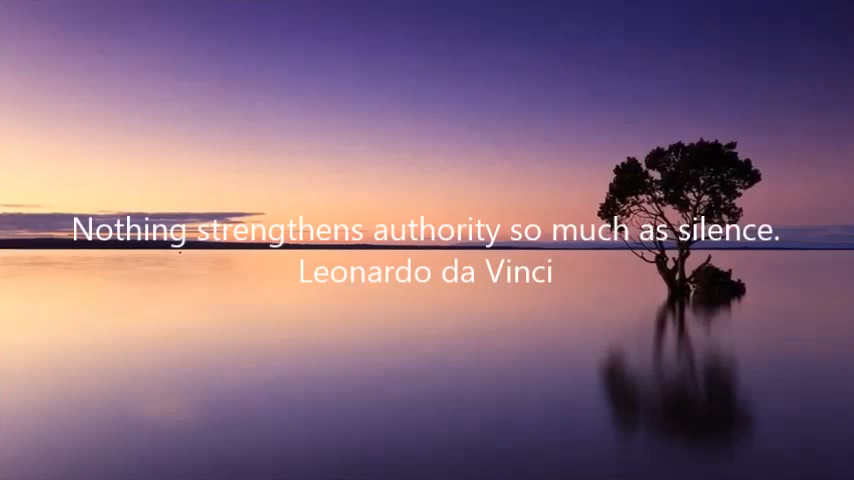 Nothing strengthens authority so much as silence.
Leonardo da Vinci